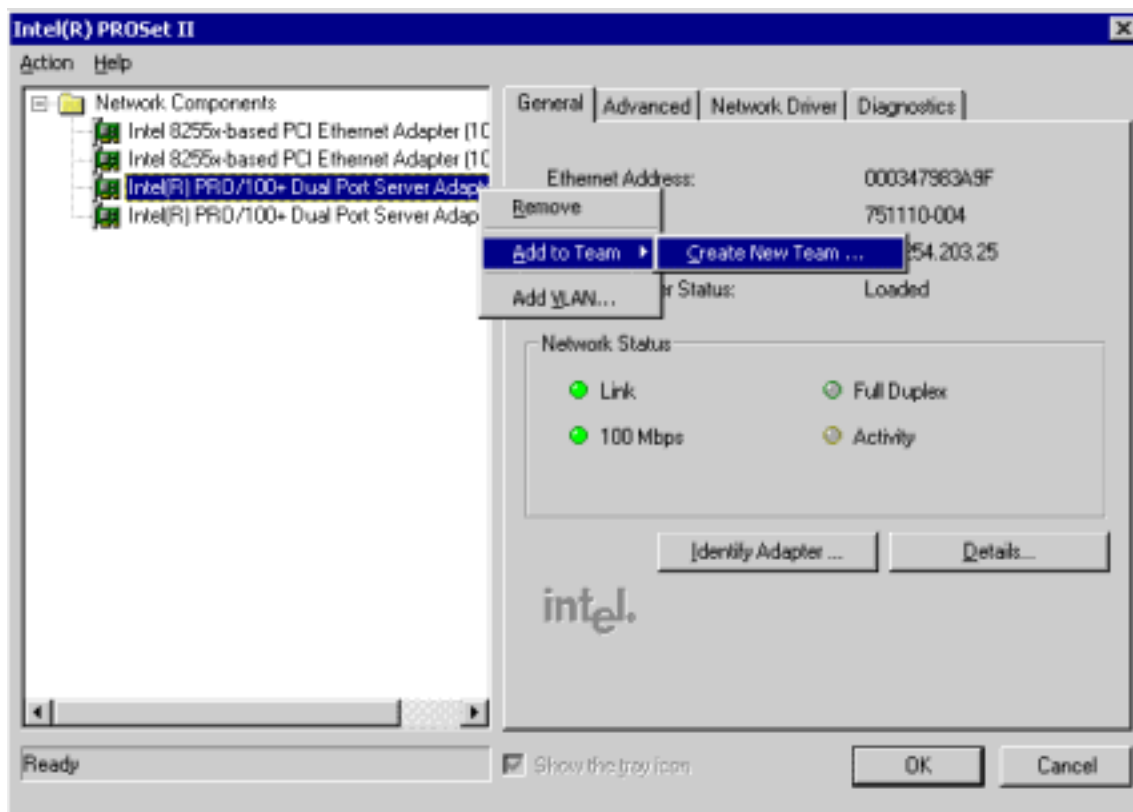 Intel(R) PROSet II
Action Help
Network Components
Intel 8255x-based PCI Ethernet Adapter (10
Intel 8255x-based PCI Ethernet Adapter (10
Intel(R) PRO/100+ Dual Port Server Adapt
Intel(R) PRO/100+ Dual Port Server Adap
General Advanced Network Driver Diagnostics
Ethernet Address: 000347983A9F
751110-004
54.203.25
r Status: Loaded
Remove
Add to Team
Create New Team ...
Add VLAN...
Network Status
Link Full Duplex
100 Mbps Activity
Identify Adapter ... Details...
intel.
Ready
Show the tray icon
OK Cancel